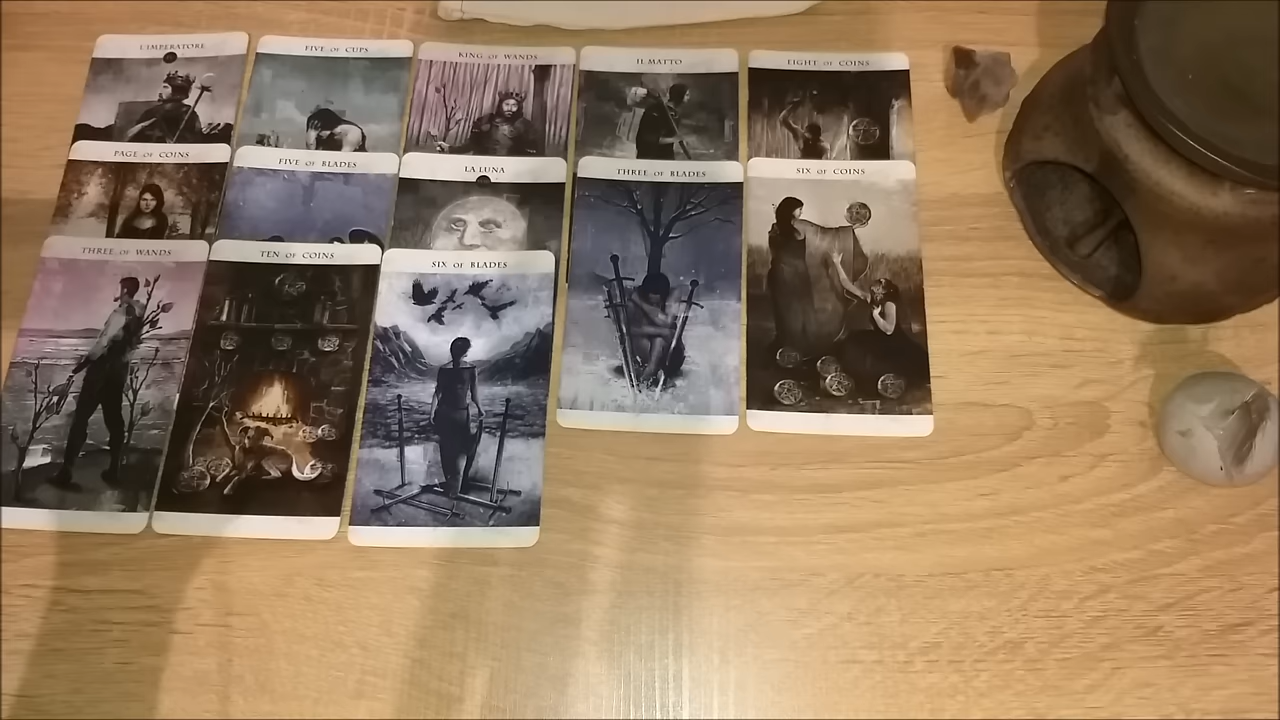 L'IMPERATORE
FIVE OF CUPS
KING OF WANDS
IL MATTO
EIGHT OF COINS
PAGE OF COINS
FIVE OF BLADES
LA LUNA
THREE OF BLADES
SIX OF COINS
THREE OF WANDS
TEN OF COINS
SIX OF BLADES